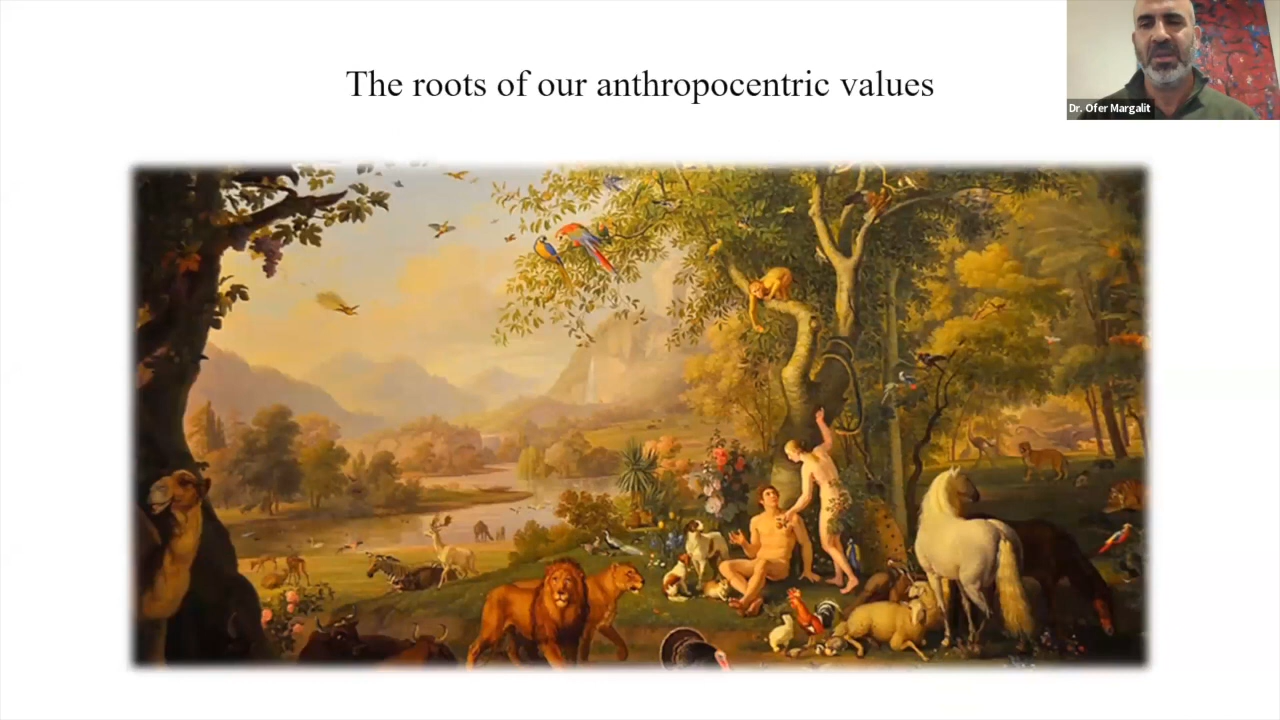 The roots of our anthropocentric values
Dr. Ofer Margalit